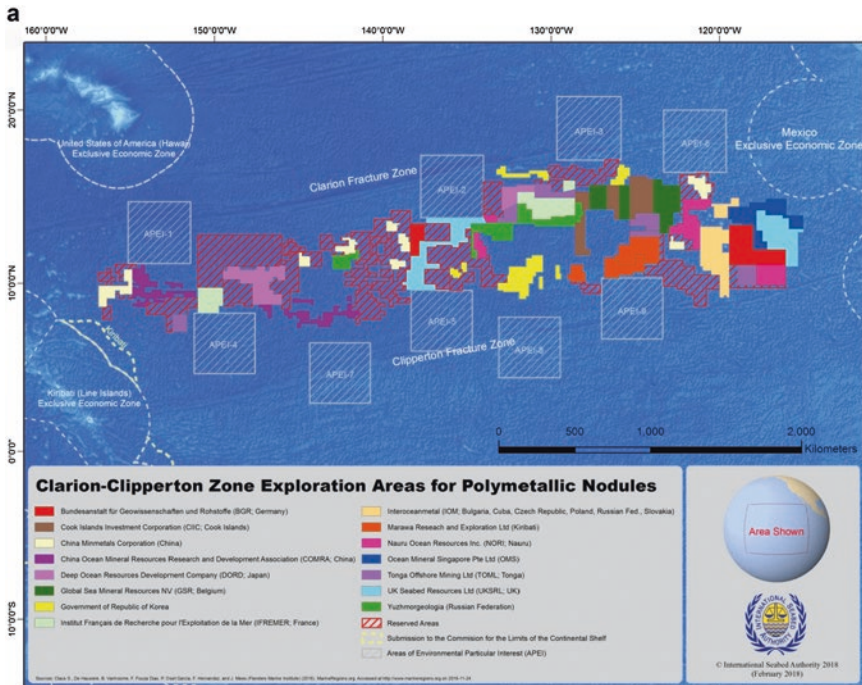 a
160°0'0"W
150°0'0"W
140°0'0"W
130°0'0"W
120°0'0"W
20°0'0"N
10°0'0"N
0°0'0"
10°0'0"S
United States of America (Hawaii)
Exclusive Economic Zone
Mexico
Exclusive Economic Zone
Clarion Fracture Zone
APEI-3
APEI-6
APEI-2
APEI-1
APEI-4
APEI-7
APEI-5
APEI-8
APEI-9
Clipperton Fracture Zone
Kiribati
Kiribati (Line Islands)
Exclusive Economic Zone
0 500 1,000 2,000
Kilometers
Clarion-Clipperton Zone Exploration Areas for Polymetallic Nodules
Bundesanstalt für Geowissenschaften und Rohstoffe (BGR; Germany)
Cook Islands Investment Corporation (CIIC; Cook Islands)
China Minmetals Corporation (China)
China Ocean Mineral Resources Research and Development Association (COMRA; China)
Deep Ocean Resources Development Company (DORD; Japan)
Global Sea Mineral Resources NV (GSR; Belgium)
Government of Republic of Korea
Institut Français de Recherche pour l'Exploitation de la Mer (IFREMER; France)
Interoceanmetal (IOM; Bulgaria, Cuba, Czech Republic, Poland, Russian Fed., Slovakia)
Marawa Reseach and Exploration Ltd (Kiribati)
Nauru Ocean Resources Inc. (NORI; Nauru)
Ocean Mineral Singapore Pte Ltd (OMS)
Tonga Offshore Mining Ltd (TOML; Tonga)
UK Seabed Resources Ltd (UKSRL; UK)
Yuzhmorgeologia (Russian Federation)
Reserved Areas
Submission to the Commision for the Limits of the Continental Shelf
Areas of Environmental Particular Interest (APEI)
Area Shown
INTERNATIONAL SEABED AUTHORITY
© International Seabed Authority 2018
(February 2018)